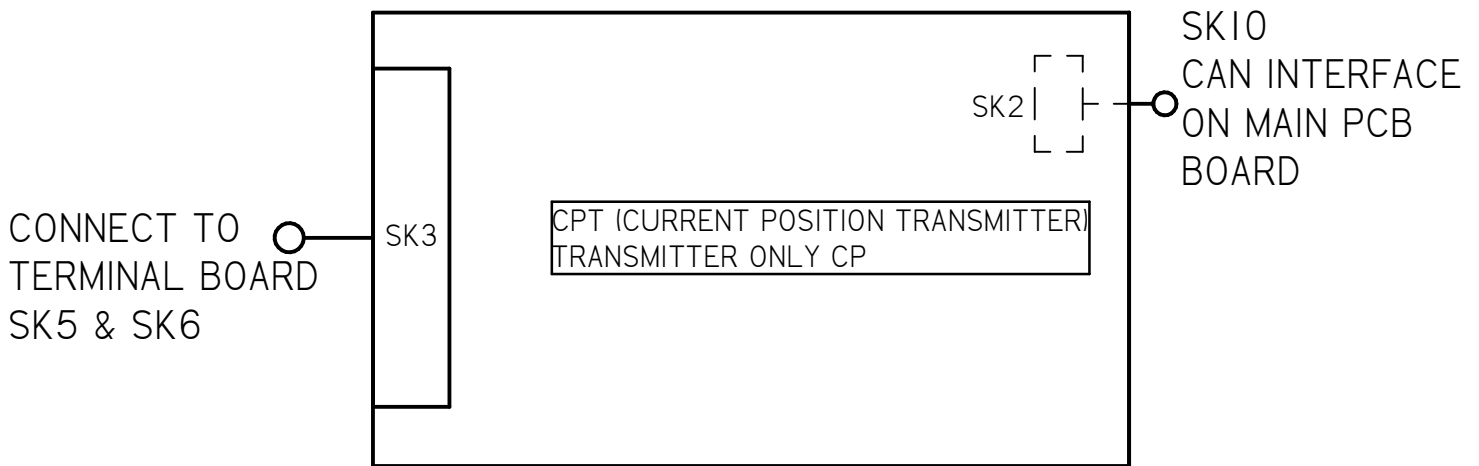 SK10
CAN INTERFACE
ON MAIN PCB
BOARD
SK2
CPT (CURRENT POSITION TRANSMITTER)
TRANSMITTER ONLY CP
SK3
CONNECT TO
TERMINAL BOARD
SK5 & SK6